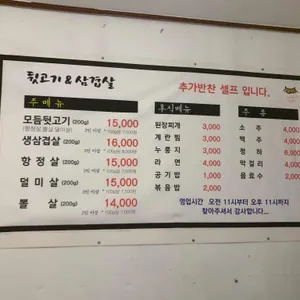 뒷고기 & 삼겹살
추가반찬 셀프 입니다.
주 메 뉴
모듬뒷고기 (200g) 15,000
생삼겹살 (200g) 16,000
항 정 살 (200g) 15,000
덜 미 살 (200g) 15,000
볼 살 (200g) 14,000
후식메뉴
된장찌개 3,000
계란찜 3,000
누룽지 3,000
라 면 4,000
공기밥 1,000
볶음밥 2,000
주 류
소 주 4,000
맥 주 4,000
청 하
막걸리 4,000
음료수 2,000
영업시간 오전 11시부터 오후 11시까지
찾아주셔서 감사합니다...